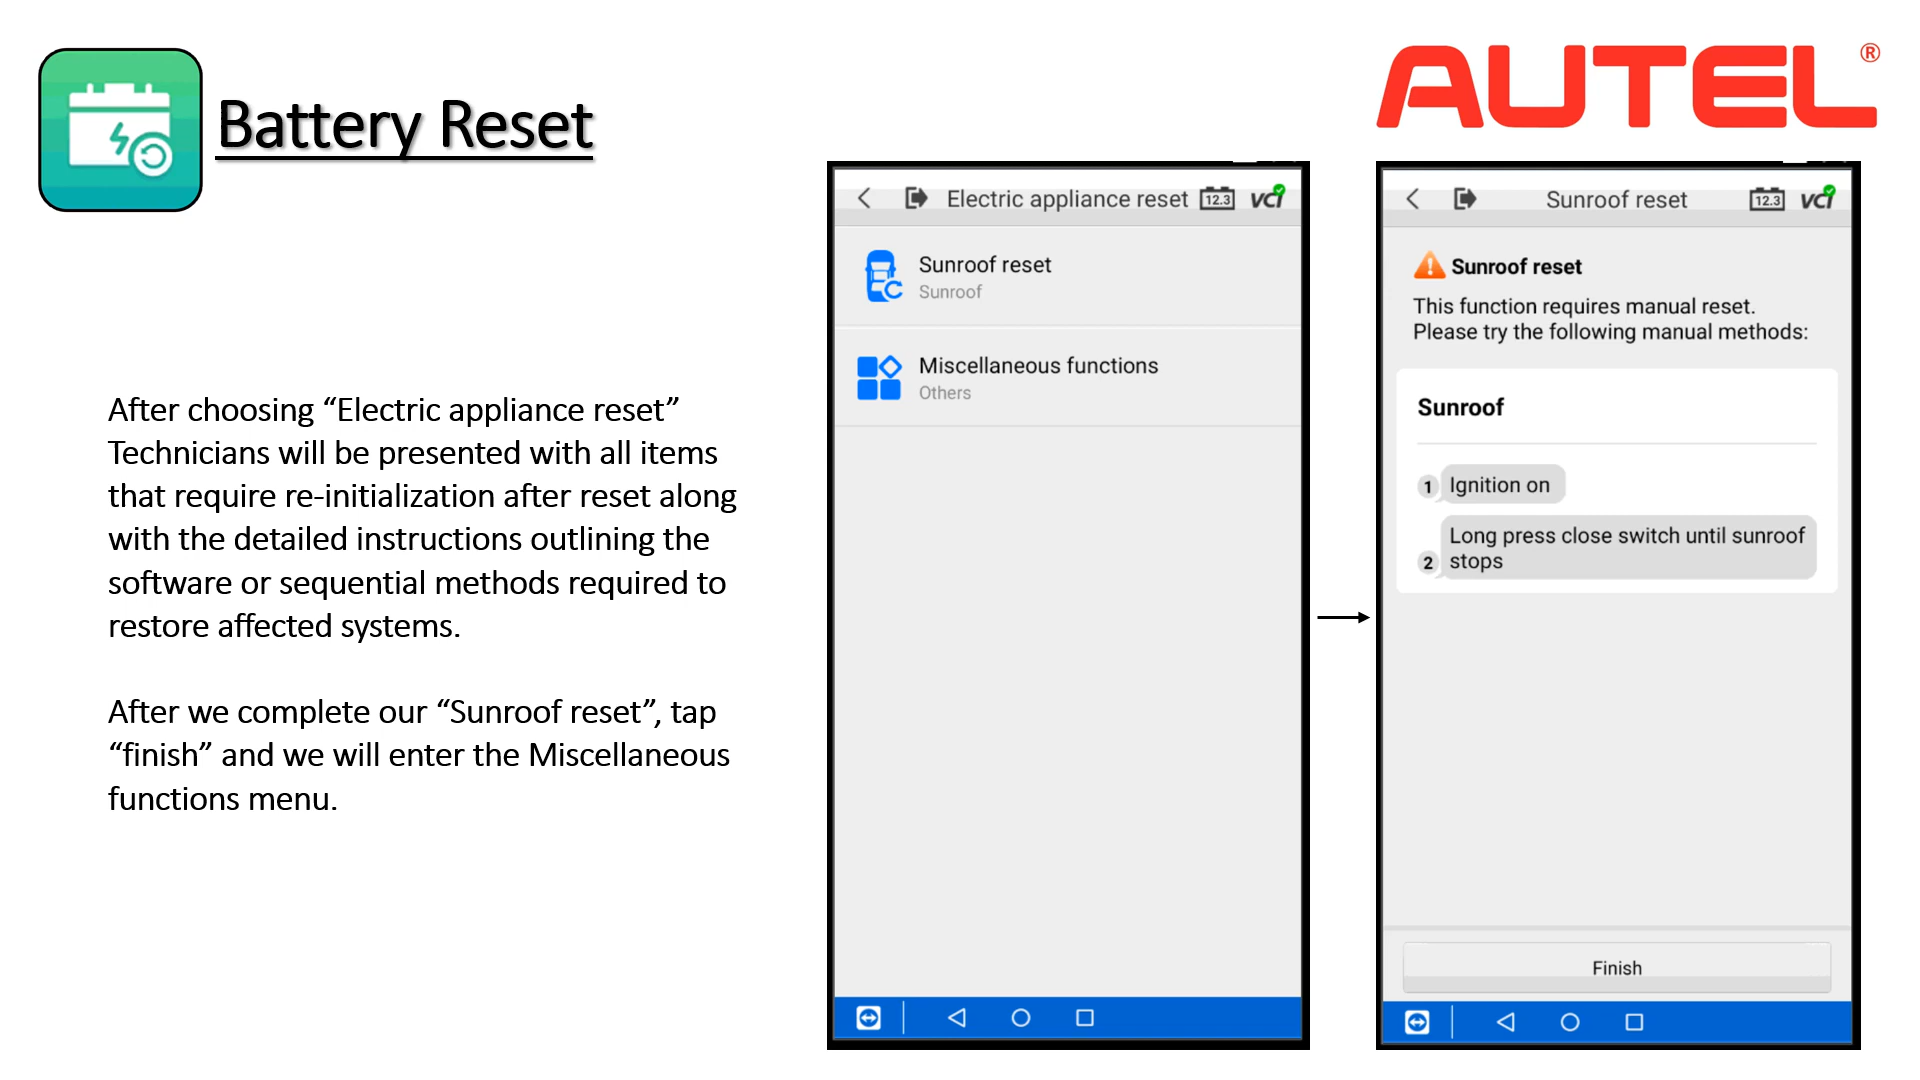 Battery Reset
AUTEL®
After choosing “Electric appliance reset”
Technicians will be presented with all items
that require re-initialization after reset along
with the detailed instructions outlining the
software or sequential methods required to
restore affected systems.
After we complete our “Sunroof reset”, tap
“finish” and we will enter the Miscellaneous
functions menu.
Electric appliance reset 12.3 VCI
Sunroof reset
Sunroof
Miscellaneous functions
Others
Sunroof reset 12.3 VCI
Sunroof reset
This function requires manual reset.
Please try the following manual methods:
Sunroof
1 Ignition on
Long press close switch until sunroof
2 stops
Finish